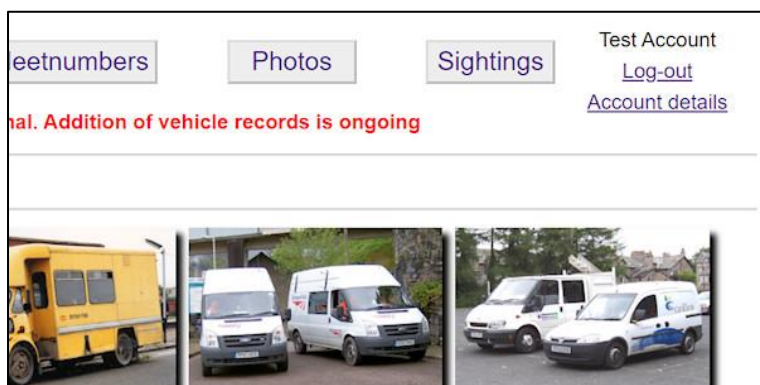 leetnumbers
Photos
Sightings
Test Account
Log-out
Account details
nal. Addition of vehicle records is ongoing